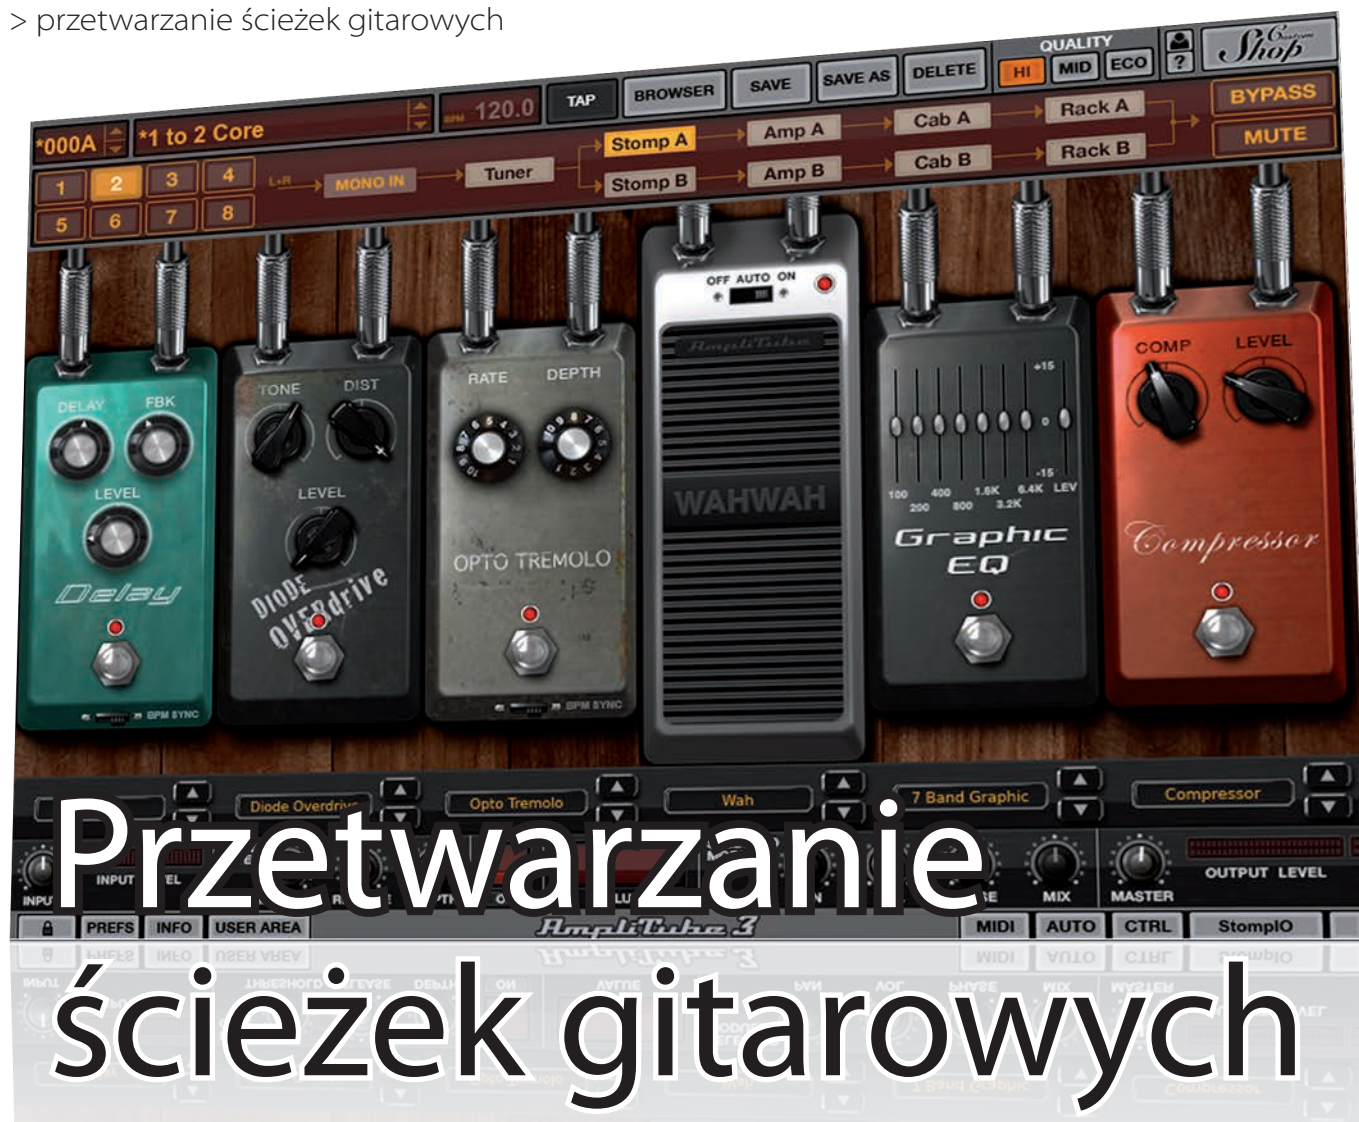 > przetwarzanie ścieżek gitarowych
QUALITY
Custom Shop
*000A
*1 to 2 Core
BPM 120.0
TAP
BROWSER
SAVE
SAVE AS
DELETE
HI
MID
ECO
?
1 2 3 4
5 6 7 8
L+R
MONO IN
Tuner
Stomp A
Amp A
Cab A
Rack A
Stomp B
Amp B
Cab B
Rack B
BYPASS
MUTE
DELAY FBK
LEVEL
Delay
BPM SYNC
TONE DIST
LEVEL
DIODE
OVERdrive
RATE DEPTH
OPTO TREMOLO
BPM SYNC
OFF AUTO ON
AmpliTube
WAHWAH
+15
0
-15
100 400 1.6K 6.4K LEV
200 800 3.2K
Graphic
EQ
COMP LEVEL
Compressor
Diode Overdrive
Opto Tremolo
Wah
7 Band Graphic
Compressor
Przetwarzanie
INPUT
MIX
MASTER
OUTPUT LEVEL
PREFS
INFO
USER AREA
AmpliTube 3
MIDI
AUTO
CTRL
StompIO
ścieżek gitarowych